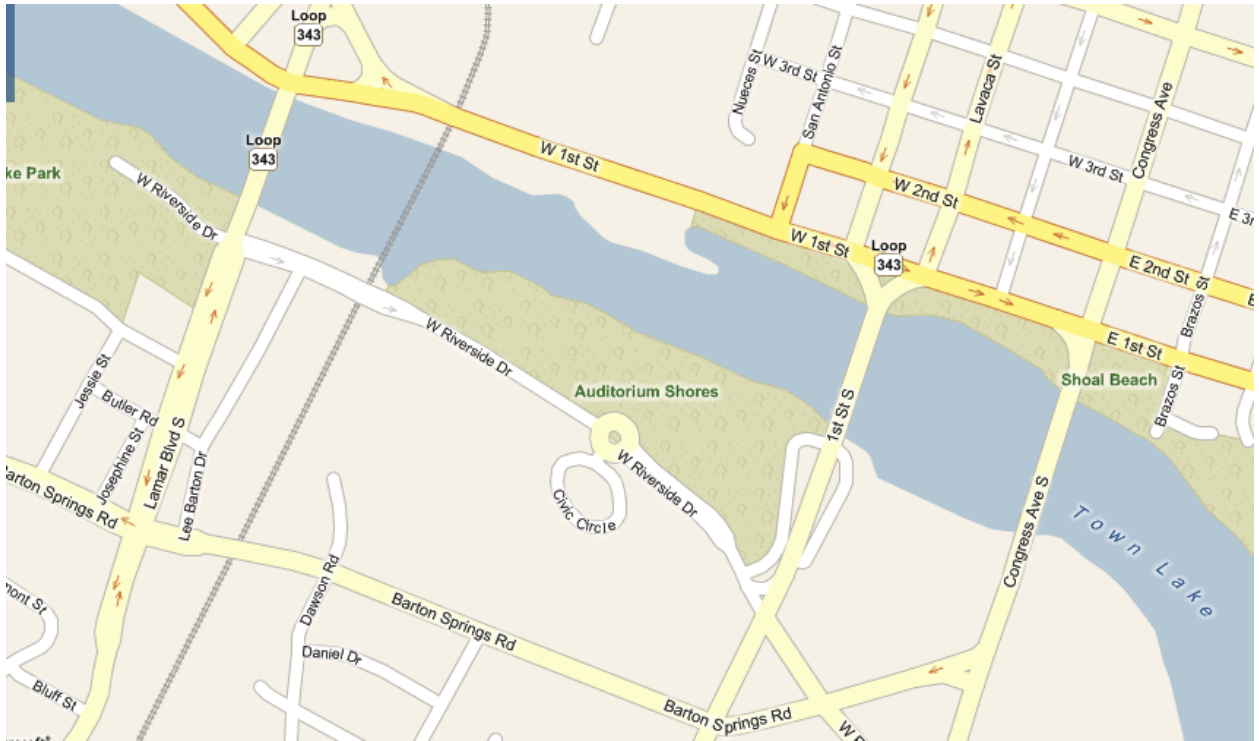 Loop
343
Loop
343
W 1st St
Nueces St
W 3rd St
San Antonio St
Lavaca St
Congress Ave
W 3rd St
W 2nd St
E 3r
ke Park
W Riverside Dr
W 1st St
Loop
343
E 2nd St
E
Brazos St
E 1st St
W Riverside Dr
Auditorium Shores
Shoal Beach
Brazos St
1st St S
Jessie St
Butler Rd
Josephine St
Lamar Blvd S
Lee Barton Dr
Barton Springs Rd
W Riverside Dr
Civic Circle
Congress Ave S
Town Lake
Dawson Rd
Barton Springs Rd
mont St
Daniel Dr
Bluff St
Barton Springs Rd
W R